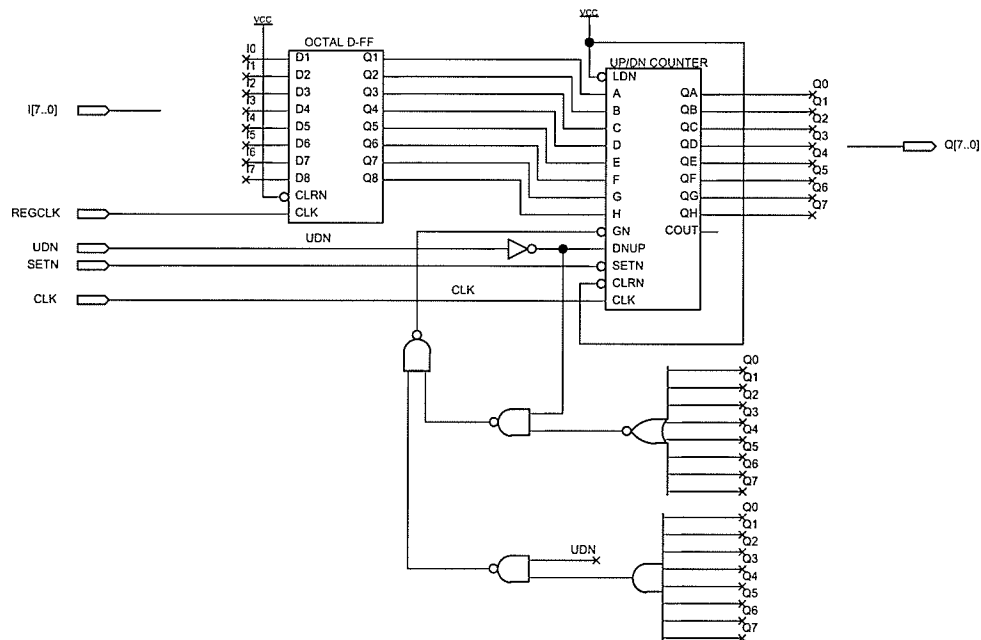 VCC
VCC
OCTAL D-FF
UP/DN COUNTER
I0 D1 Q1
I1 D2 Q2
I2 D3 Q3
I3 D4 Q4
I4 D5 Q5
I5 D6 Q6
I6 D7 Q7
I7 D8 Q8
CLRN
CLK
I[7..0]
REGCLK
UDN
UDN
SETN
CLK
CLK
LDN
A QA Q0
B QB Q1
C QC Q2
D QD Q3
E QE Q4
F QF Q5
G QG Q6
H QH Q7
GN COUT
DNUP
SETN
CLRN
CLK
Q[7..0]
Q0
Q1
Q2
Q3
Q4
Q5
Q6
Q7
Q0
Q1
Q2
UDN
Q3
Q4
Q5
Q6
Q7